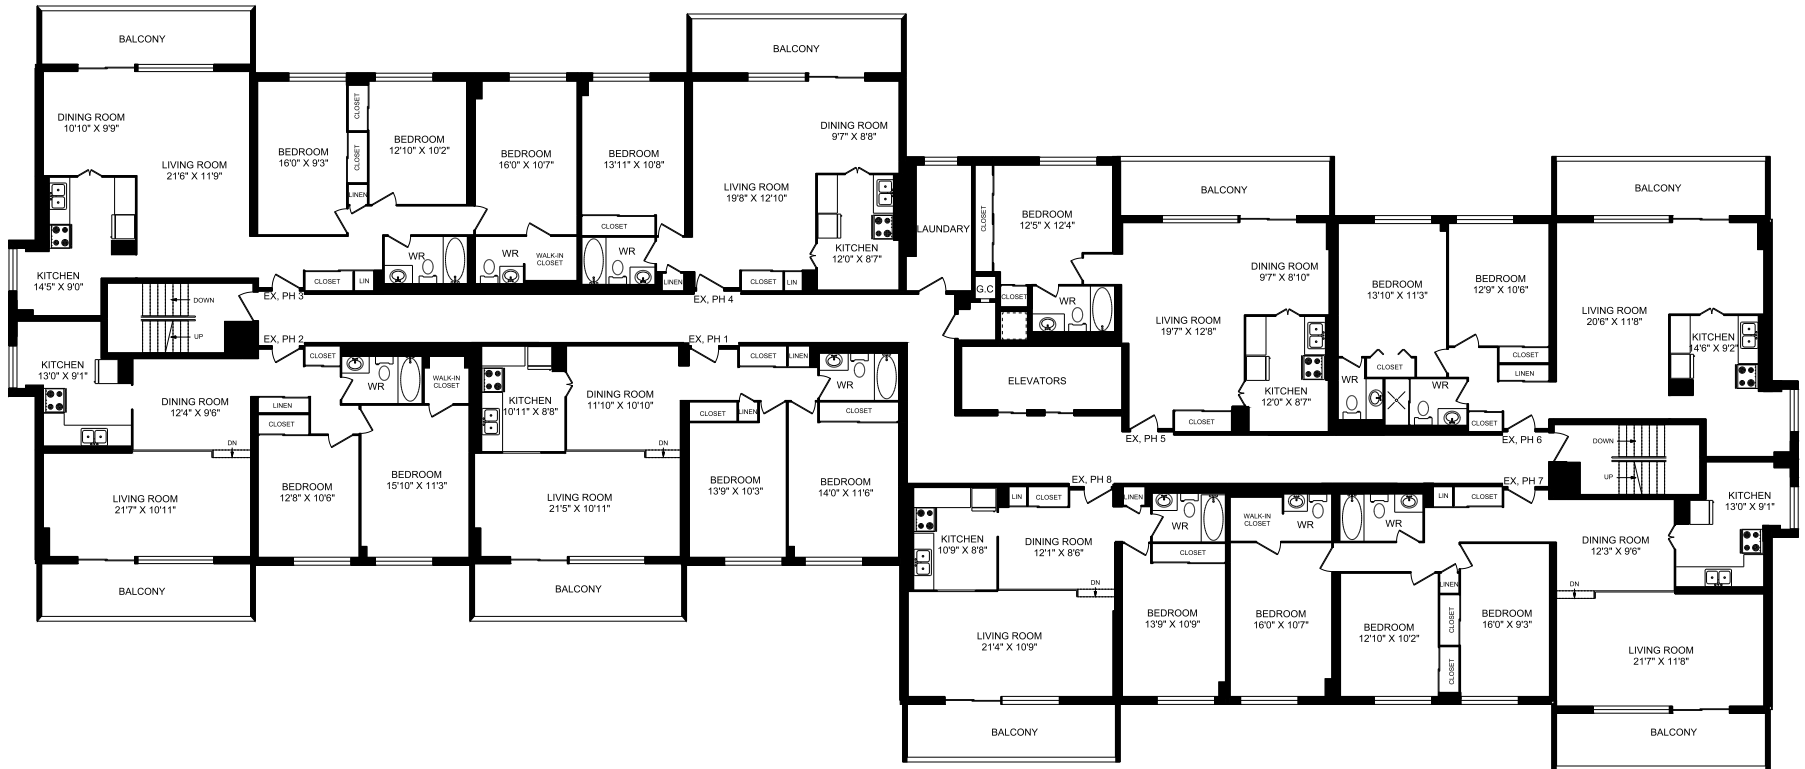 BALCONY
DINING ROOM
10'10" X 9'9"
LIVING ROOM
21'6" X 11'9"
KITCHEN
14'5" X 9'0"
BEDROOM
16'0" X 9'3"
CLOSET
CLOSET
LINEN
BEDROOM
12'10" X 10'2"
BEDROOM
16'0" X 10'7"
WR
WR
WALK-IN
CLOSET
CLOSET
LIN
EX, PH 3
DOWN
UP
BALCONY
BEDROOM
13'11" X 10'8"
CLOSET
WR
LINEN
DINING ROOM
9'7" X 8'8"
LIVING ROOM
19'8" X 12'10"
KITCHEN
12'0" X 8'7"
CLOSET
LIN
EX, PH 4
LAUNDARY
CLOSET
BEDROOM
12'5" X 12'4"
G.C
CLOSET
WR
ELEVATORS
BALCONY
DINING ROOM
9'7" X 8'10"
LIVING ROOM
19'7" X 12'8"
KITCHEN
12'0" X 8'7"
CLOSET
EX, PH 5
BALCONY
BEDROOM
13'10" X 11'3"
BEDROOM
12'9" X 10'6"
CLOSET
WR
WR
CLOSET
LINEN
CLOSET
LIVING ROOM
20'6" X 11'8"
KITCHEN
14'6" X 9'2"
EX, PH 6
DOWN
UP
EX, PH 2
KITCHEN
13'0" X 9'1"
DINING ROOM
12'4" X 9'6"
CLOSET
WR
WALK-IN
CLOSET
LINEN
CLOSET
DN
LIVING ROOM
21'7" X 10'11"
BEDROOM
12'8" X 10'6"
BEDROOM
15'10" X 11'3"
BALCONY
EX, PH 1
KITCHEN
10'11" X 8'8"
DINING ROOM
11'10" X 10'10"
CLOSET
LINEN
WR
CLOSET
LINEN
CLOSET
DN
LIVING ROOM
21'5" X 10'11"
BEDROOM
13'9" X 10'3"
BEDROOM
14'0" X 11'6"
BALCONY
EX, PH 8
LIN
CLOSET
KITCHEN
10'9" X 8'8"
DINING ROOM
12'1" X 8'6"
LINEN
WR
CLOSET
DN
LIVING ROOM
21'4" X 10'9"
BEDROOM
13'9" X 10'9"
BALCONY
EX, PH 7
WALK-IN
CLOSET
WR
WR
LIN
CLOSET
BEDROOM
16'0" X 10'7"
BEDROOM
12'10" X 10'2"
LINEN
CLOSET
CLOSET
BEDROOM
16'0" X 9'3"
KITCHEN
13'0" X 9'1"
DINING ROOM
12'3" X 9'6"
DN
LIVING ROOM
21'7" X 11'8"
BALCONY